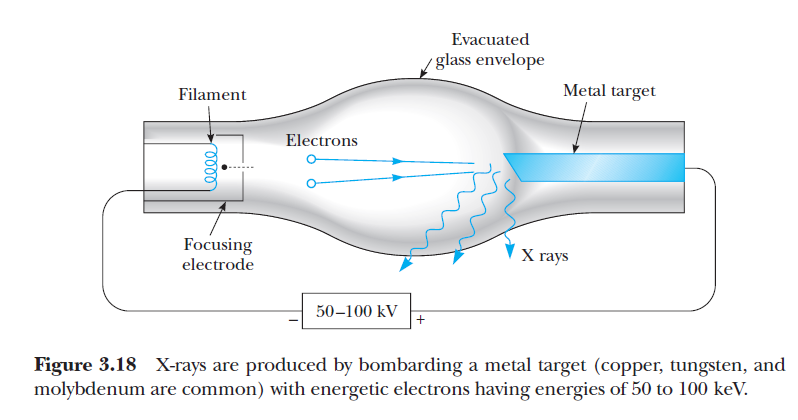 Evacuated
glass envelope
Filament
Metal target
Electrons
Focusing
electrode
X rays
50–100 kV
– +
Figure 3.18 X-rays are produced by bombarding a metal target (copper, tungsten, and
molybdenum are common) with energetic electrons having energies of 50 to 100 keV.